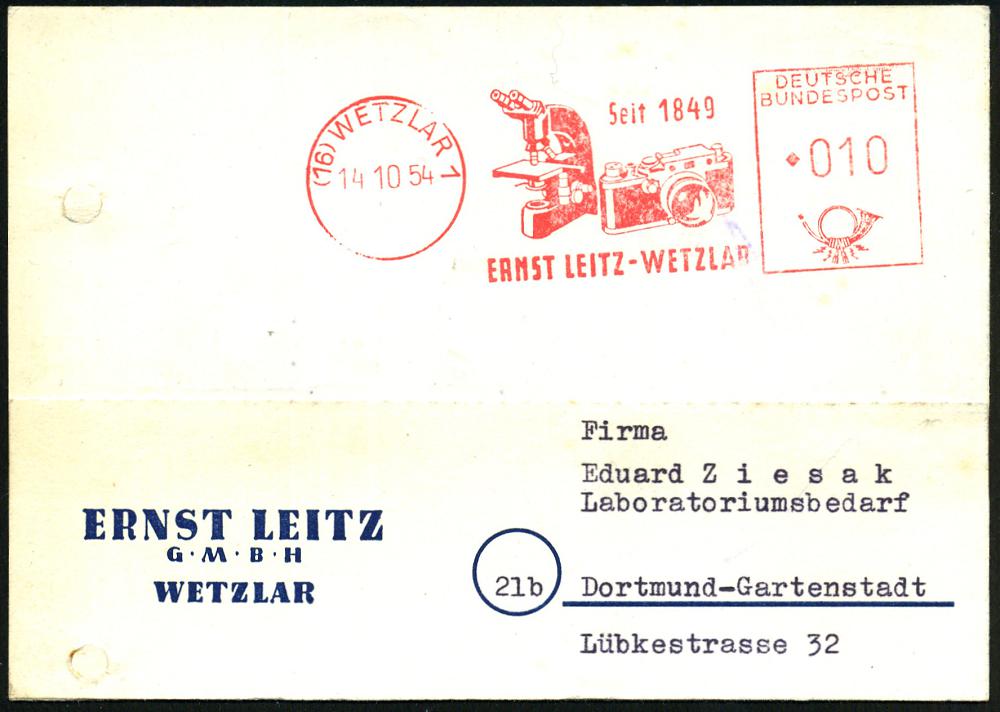 (16) WETZLAR 1
14 10 54
Seit 1849
ERNST LEITZ-WETZLAR
DEUTSCHE
BUNDESPOST
010
ERNST LEITZ
G·M·B·H
WETZLAR
Firma
Eduard Z i e s a k
Laboratoriumsbedarf
21b
Dortmund-Gartenstadt
Lübkestrasse 32